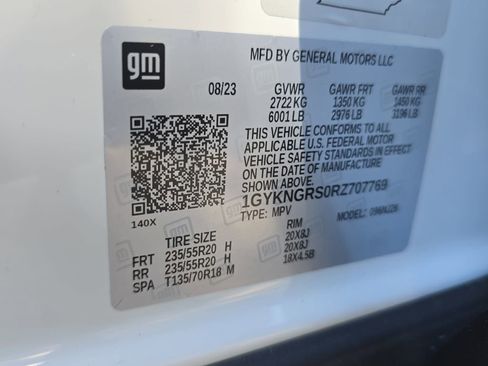 gm
MFD BY GENERAL MOTORS LLC
08/23 GVWR GAWR FRT GAWR RR
2722 KG 1350 KG 1450 KG
6001 LB 2976 LB 3196 LB
THIS VEHICLE CONFORMS TO ALL
APPLICABLE U.S. FEDERAL MOTOR
VEHICLE SAFETY STANDARDS IN EFFECT
ON THE DATE OF MANUFACTURE
SHOWN ABOVE.
1GYKNGRS0RZ707769
140X TYPE: MPV MODEL:
TIRE SIZE RIM
FRT 235/55R20 H 20X8J
RR 235/55R20 H 20X8J
SPA T135/70R18 M 18X4.5B